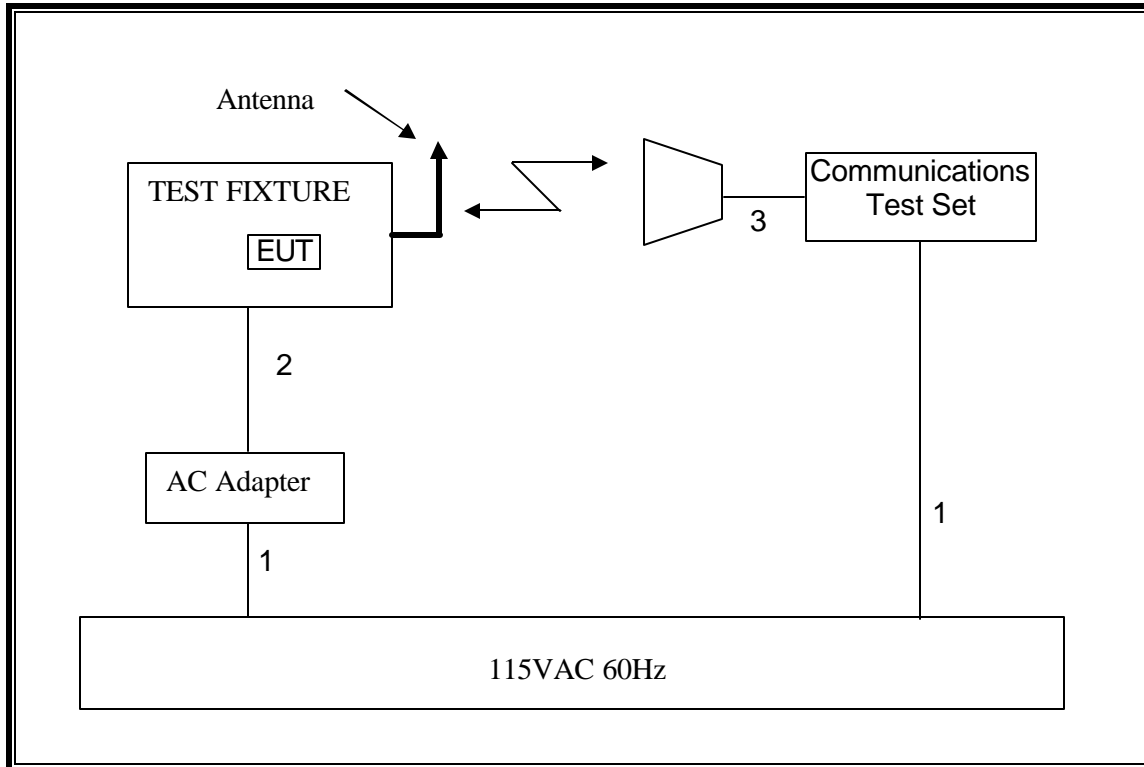 Antenna
TEST FIXTURE
EUT
Communications
Test Set
3
2
AC Adapter
1
1
115VAC 60Hz